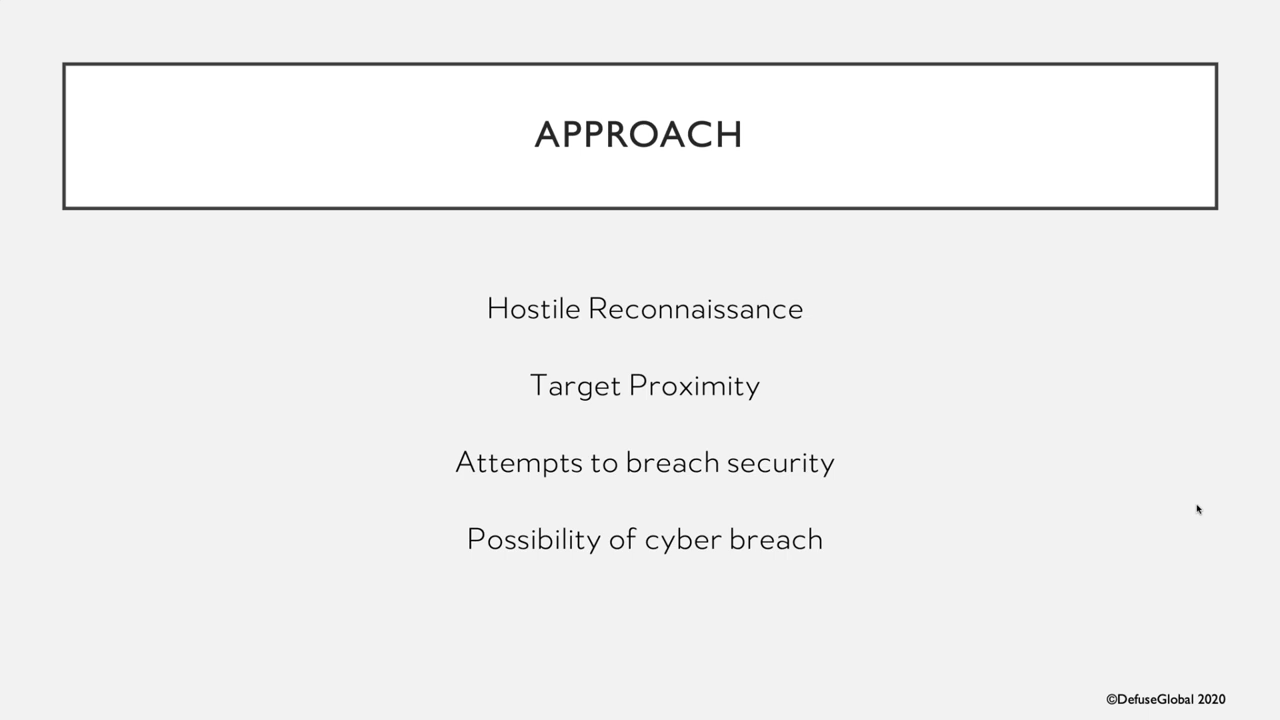 APPROACH
Hostile Reconnaissance
Target Proximity
Attempts to breach security
Possibility of cyber breach
©DefuseGlobal 2020